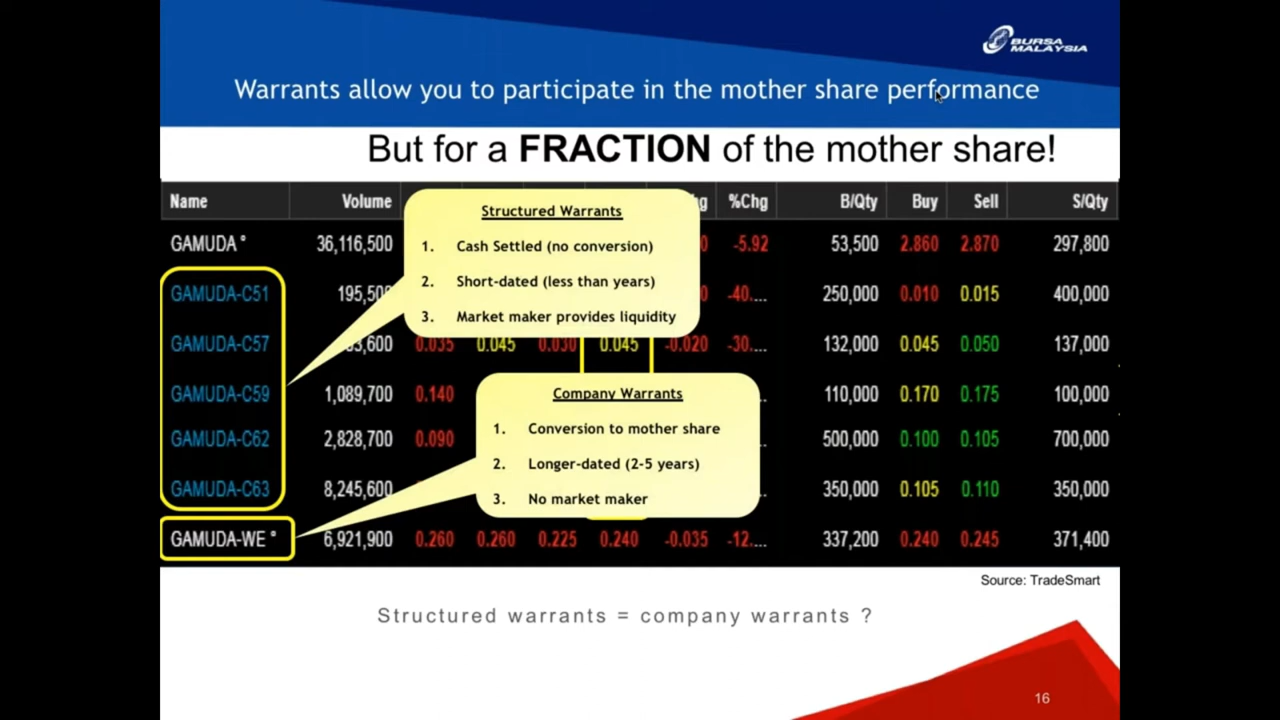 BURSA
MALAYSIA
Warrants allow you to participate in the mother share performance
But for a FRACTION of the mother share!
Name Volume %Chg B/Qty Buy Sell S/Qty
GAMUDA 36,116,500 -5.92 53,500 2.860 2.870 297,800
GAMUDA-C51 250,000 0.010 0.015 400,000
GAMUDA-C57 0.035 0.045 0.030 0.045 -0.020 -30.... 132,000 0.045 0.050 137,000
GAMUDA-C59 1,089,700 0.140 110,000 0.170 0.175 100,000
GAMUDA-C62 2,828,700 0.090 500,000 0.100 0.105 700,000
GAMUDA-C63 8,245,600 350,000 0.105 0.110 350,000
GAMUDA-WE 6,921,900 0.260 0.260 0.225 0.240 -0.035 -12.... 337,200 0.240 0.245 371,400
Structured Warrants
1. Cash Settled (no conversion)
2. Short-dated (less than years)
3. Market maker provides liquidity
Company Warrants
1. Conversion to mother share
2. Longer-dated (2-5 years)
3. No market maker
Source: TradeSmart
Structured warrants = company warrants ?
16